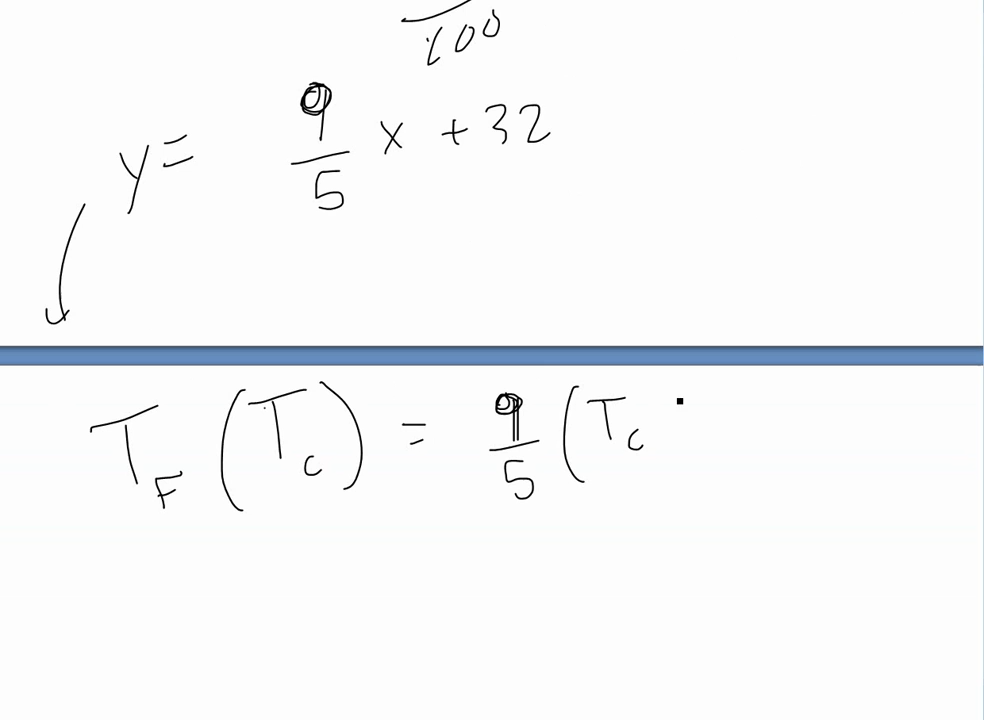 100
y = 9/5 x + 32
T_F (T_C) = 9/5 (T_C